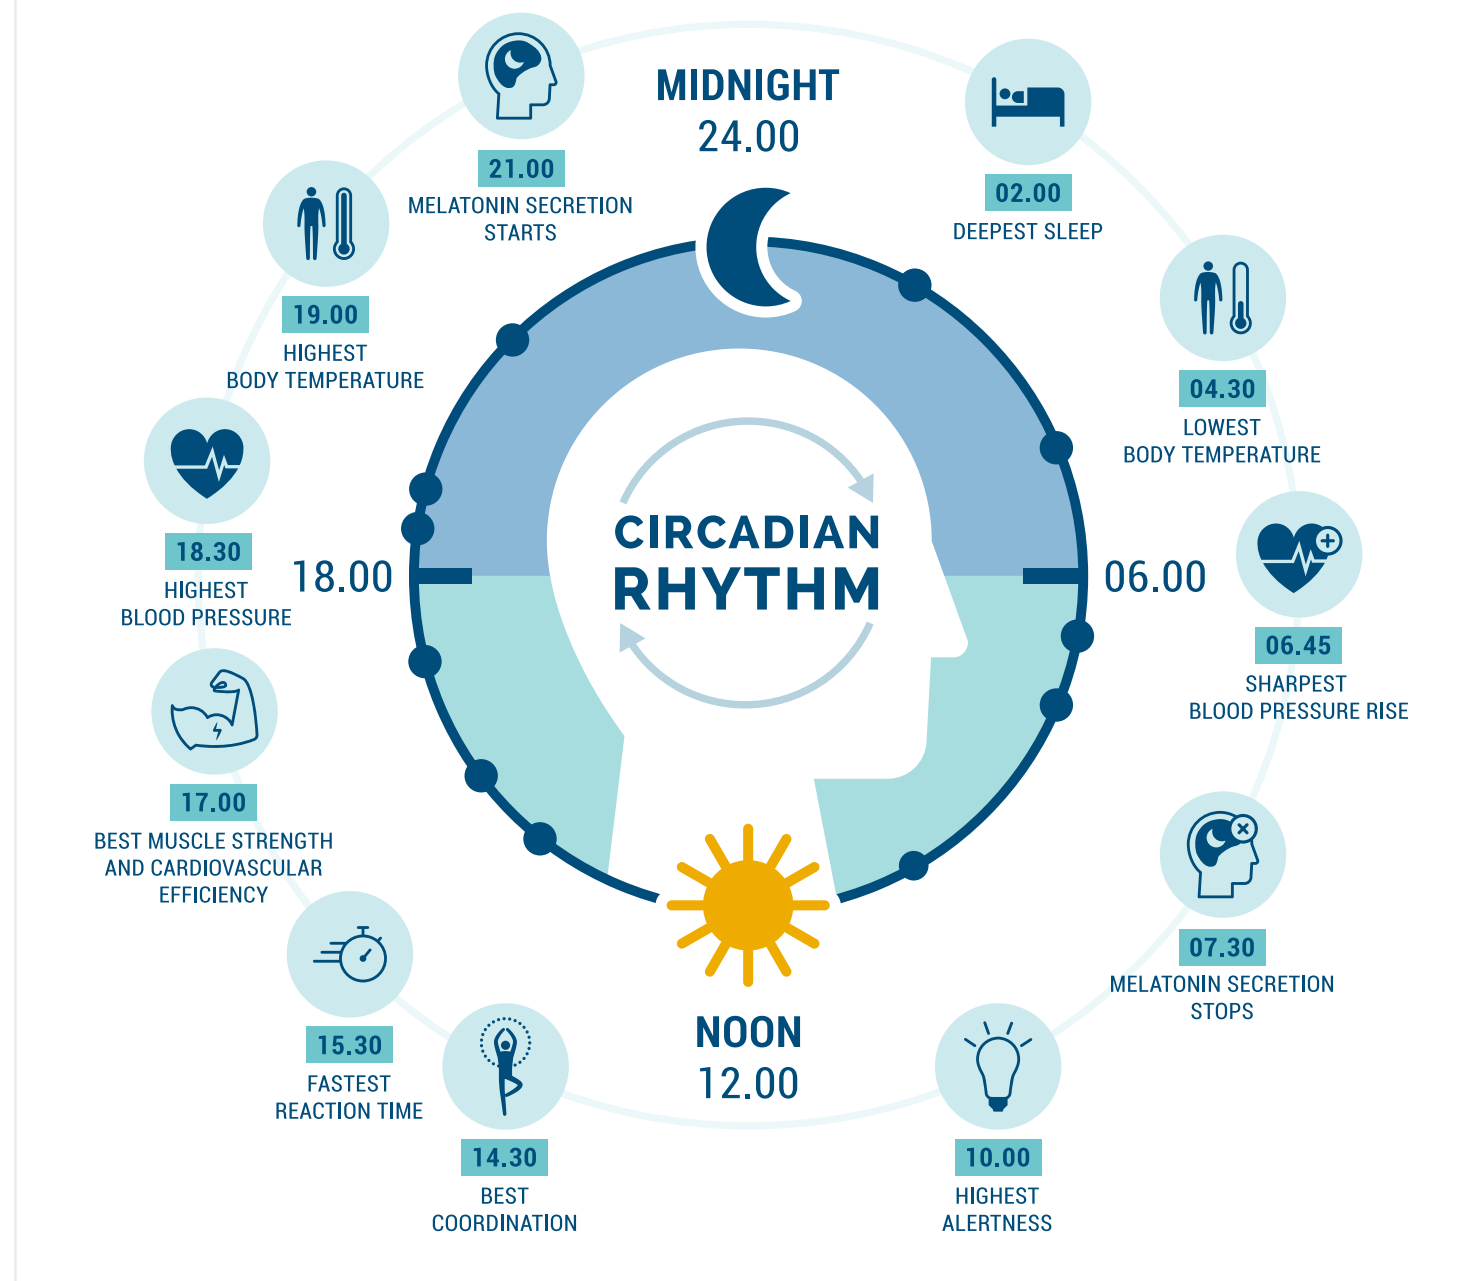 MIDNIGHT
24.00
02.00
DEEPEST SLEEP
04.30
LOWEST
BODY TEMPERATURE
06.00
06.45
SHARPEST
BLOOD PRESSURE RISE
07.30
MELATONIN SECRETION
STOPS
10.00
HIGHEST
ALERTNESS
NOON
12.00
14.30
BEST
COORDINATION
15.30
FASTEST
REACTION TIME
17.00
BEST MUSCLE STRENGTH
AND CARDIOVASCULAR
EFFICIENCY
18.00
18.30
HIGHEST
BLOOD PRESSURE
19.00
HIGHEST
BODY TEMPERATURE
21.00
MELATONIN SECRETION
STARTS
CIRCADIAN
RHYTHM